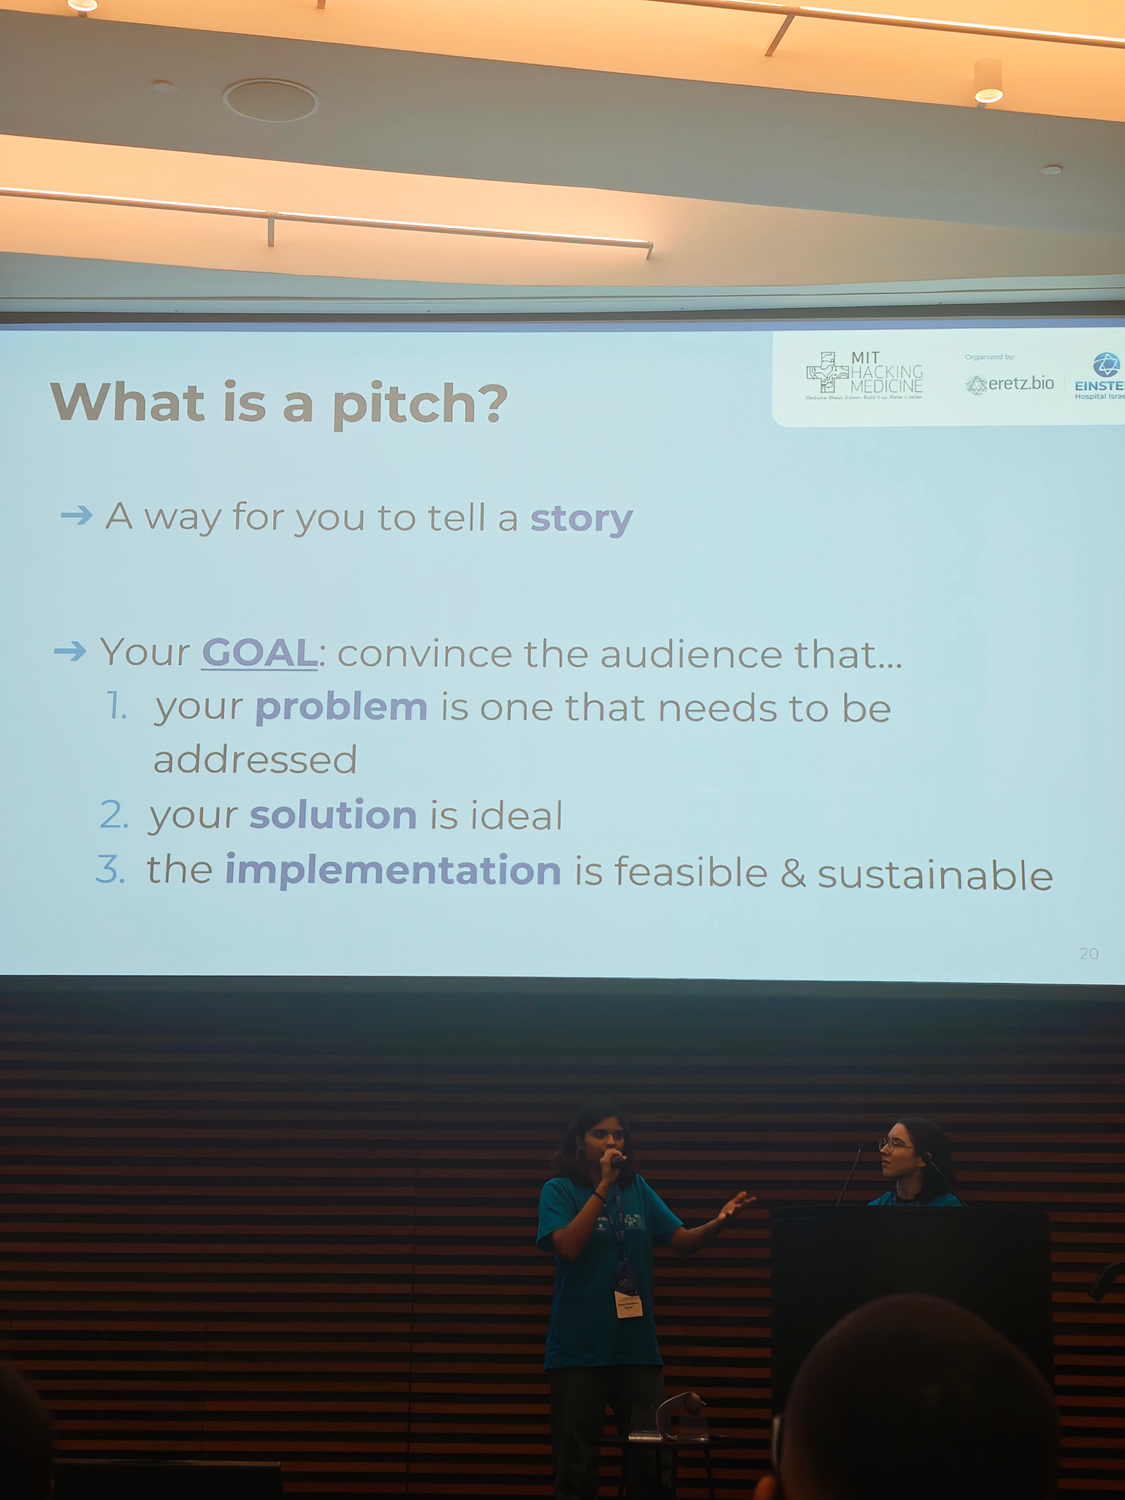 What is a pitch?
MIT
HACKING
MEDICINE
Organized by:
eretz.bio
EINSTE
Hospital Israe
➔ A way for you to tell a story
➔ Your GOAL: convince the audience that...
1. your problem is one that needs to be
addressed
2. your solution is ideal
3. the implementation is feasible & sustainable
20